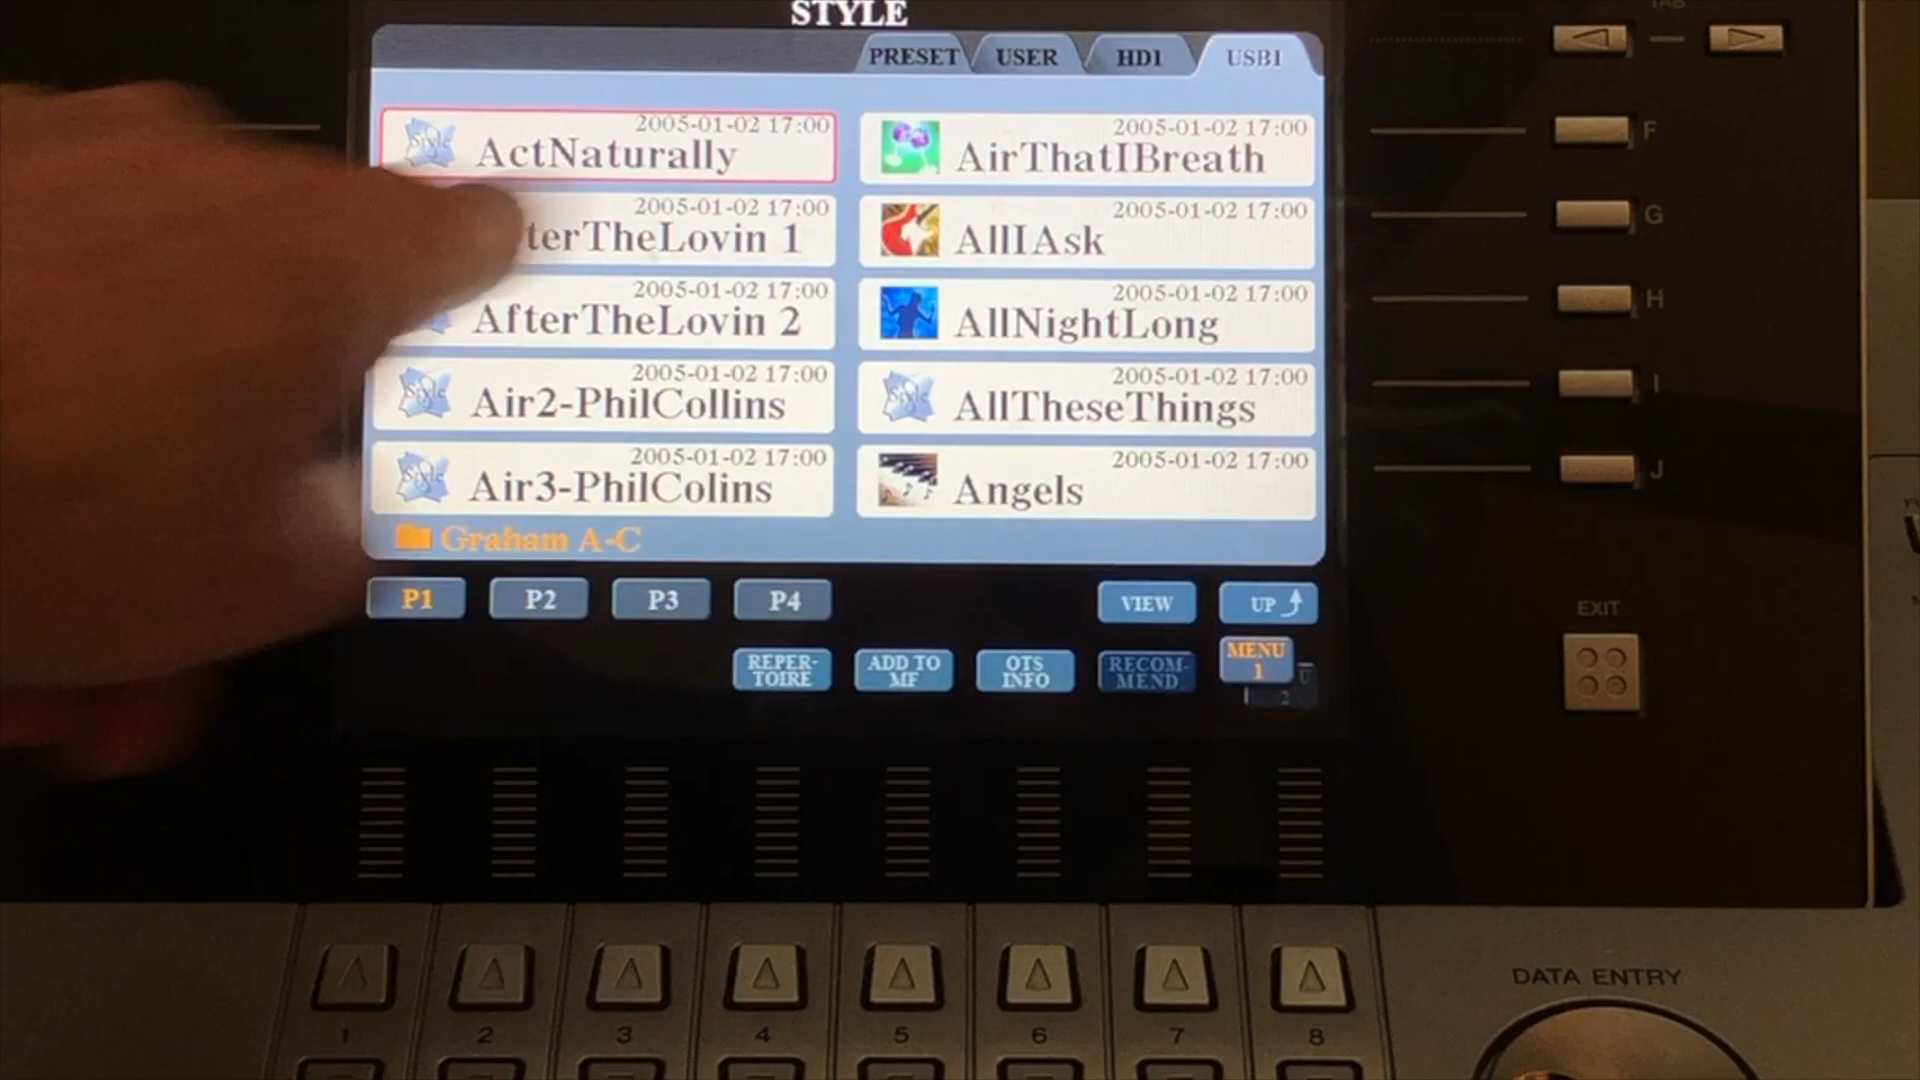 TAB
STYLE
PRESET USER HD1 USB1
2005-01-02 17:00
ActNaturally
2005-01-02 17:00
AirThatIBreath
F
2005-01-02 17:00
terTheLovin 1
2005-01-02 17:00
AllIAsk
G
2005-01-02 17:00
AfterTheLovin 2
2005-01-02 17:00
AllNightLong
H
Style
2005-01-02 17:00
Air2-PhilCollins
Style
2005-01-02 17:00
AllTheseThings
I
Style
2005-01-02 17:00
Air3-PhilColins
2005-01-02 17:00
Angels
J
Graham A-C
P1 P2 P3 P4 VIEW UP
EXIT
REPER-
TOIRE
ADD TO
MF
OTS
INFO
RECOM-
MEND
MENU
1
U
2
DATA ENTRY
1 2 3 4 5 6 7 8